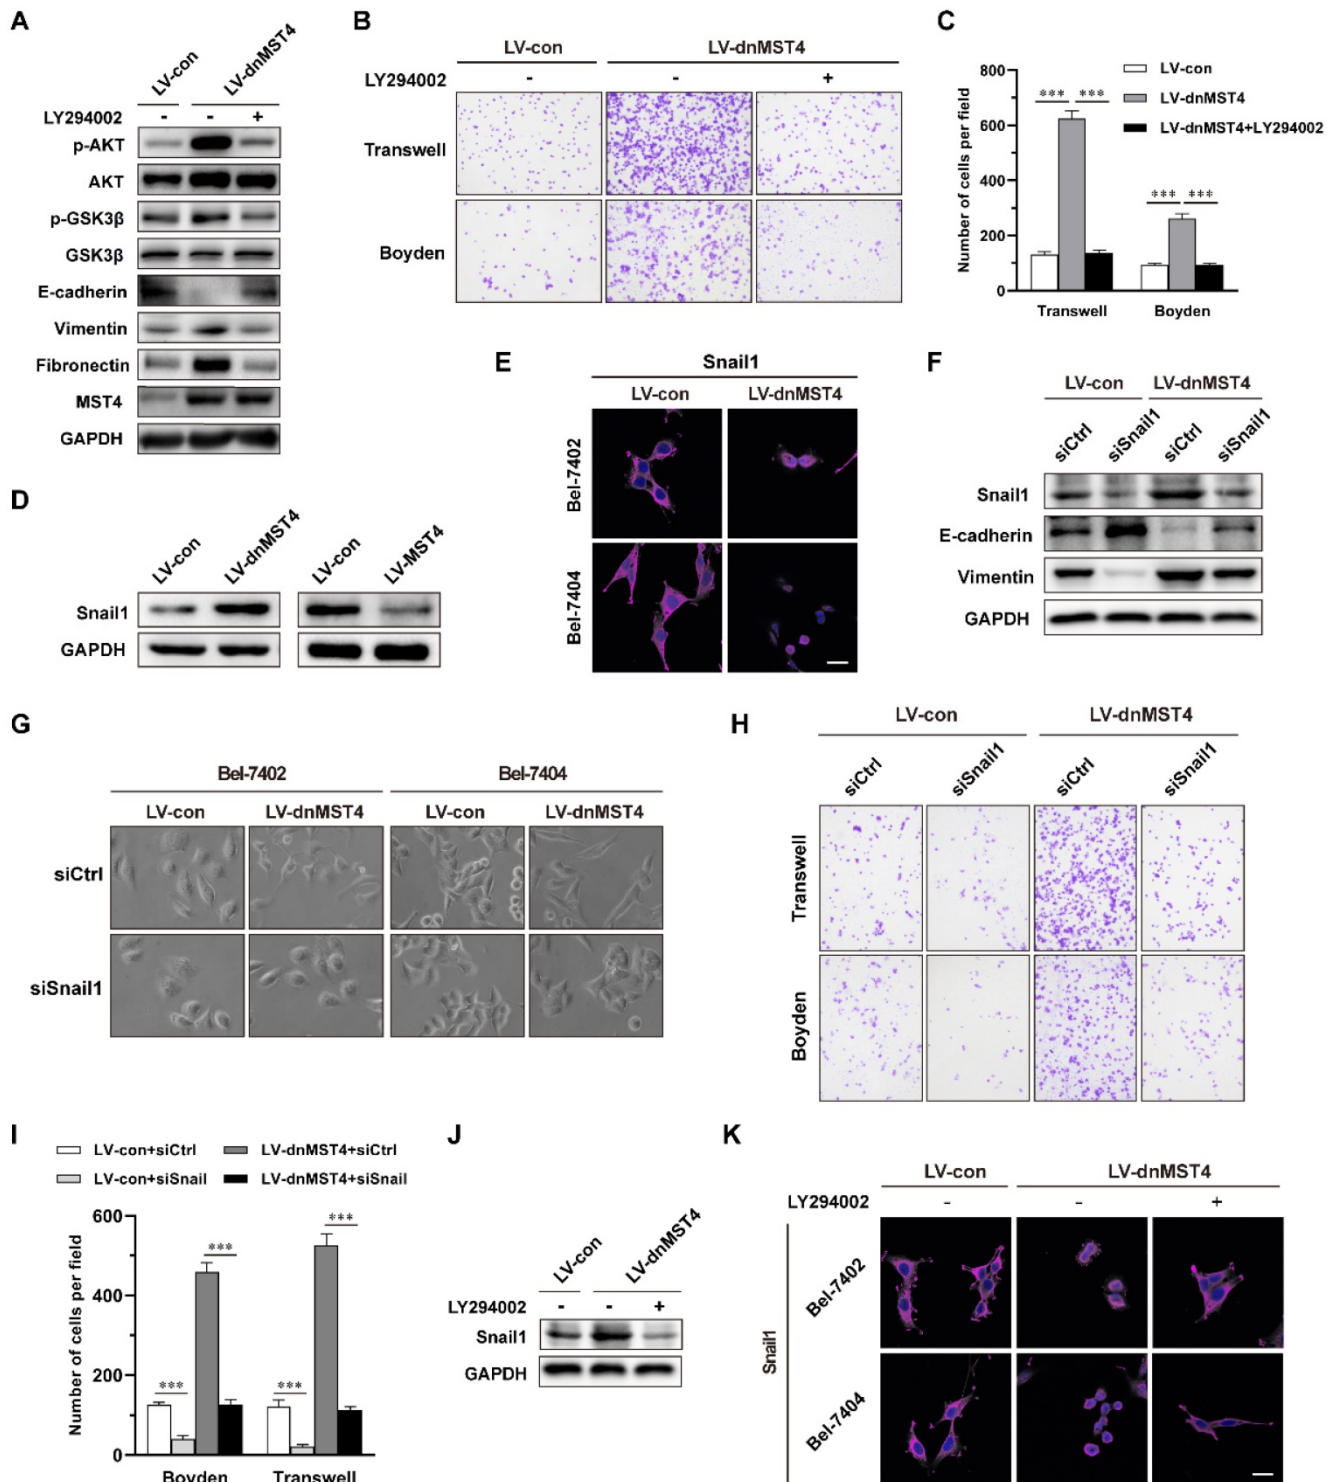 A
LV-con
LV-dnMST4
LY294002
-
-
+
p-AKT
AKT
p-GSK3β
GSK3β
E-cadherin
Vimentin
Fibronectin
MST4
GAPDH
B
LV-con
LV-dnMST4
LY294002
-
-
+
Transwell
Boyden
C
LV-con
LV-dnMST4
LV-dnMST4+LY294002
Number of cells per field
800
600
400
200
0
*** ***
*** ***
Transwell
Boyden
D
LV-con
LV-dnMST4
LV-con
LV-MST4
Snail1
GAPDH
E
Snail1
LV-con
LV-dnMST4
Bel-7402
Bel-7404
F
LV-con
LV-dnMST4
siCtrl
siSnail1
siCtrl
siSnail1
Snail1
E-cadherin
Vimentin
GAPDH
G
Bel-7402
Bel-7404
LV-con
LV-dnMST4
LV-con
LV-dnMST4
siCtrl
siSnail1
H
LV-con
LV-dnMST4
siCtrl
siSnail1
siCtrl
siSnail1
Transwell
Boyden
I
LV-con+siCtrl
LV-dnMST4+siCtrl
LV-con+siSnail
LV-dnMST4+siSnail
Number of cells per field
600
400
200
0
***
***
***
***
Boyden
Transwell
J
LV-con
LV-dnMST4
LY294002
-
-
+
Snail1
GAPDH
K
LV-con
LV-dnMST4
LY294002
-
-
+
Snail1
Bel-7402
Bel-7404